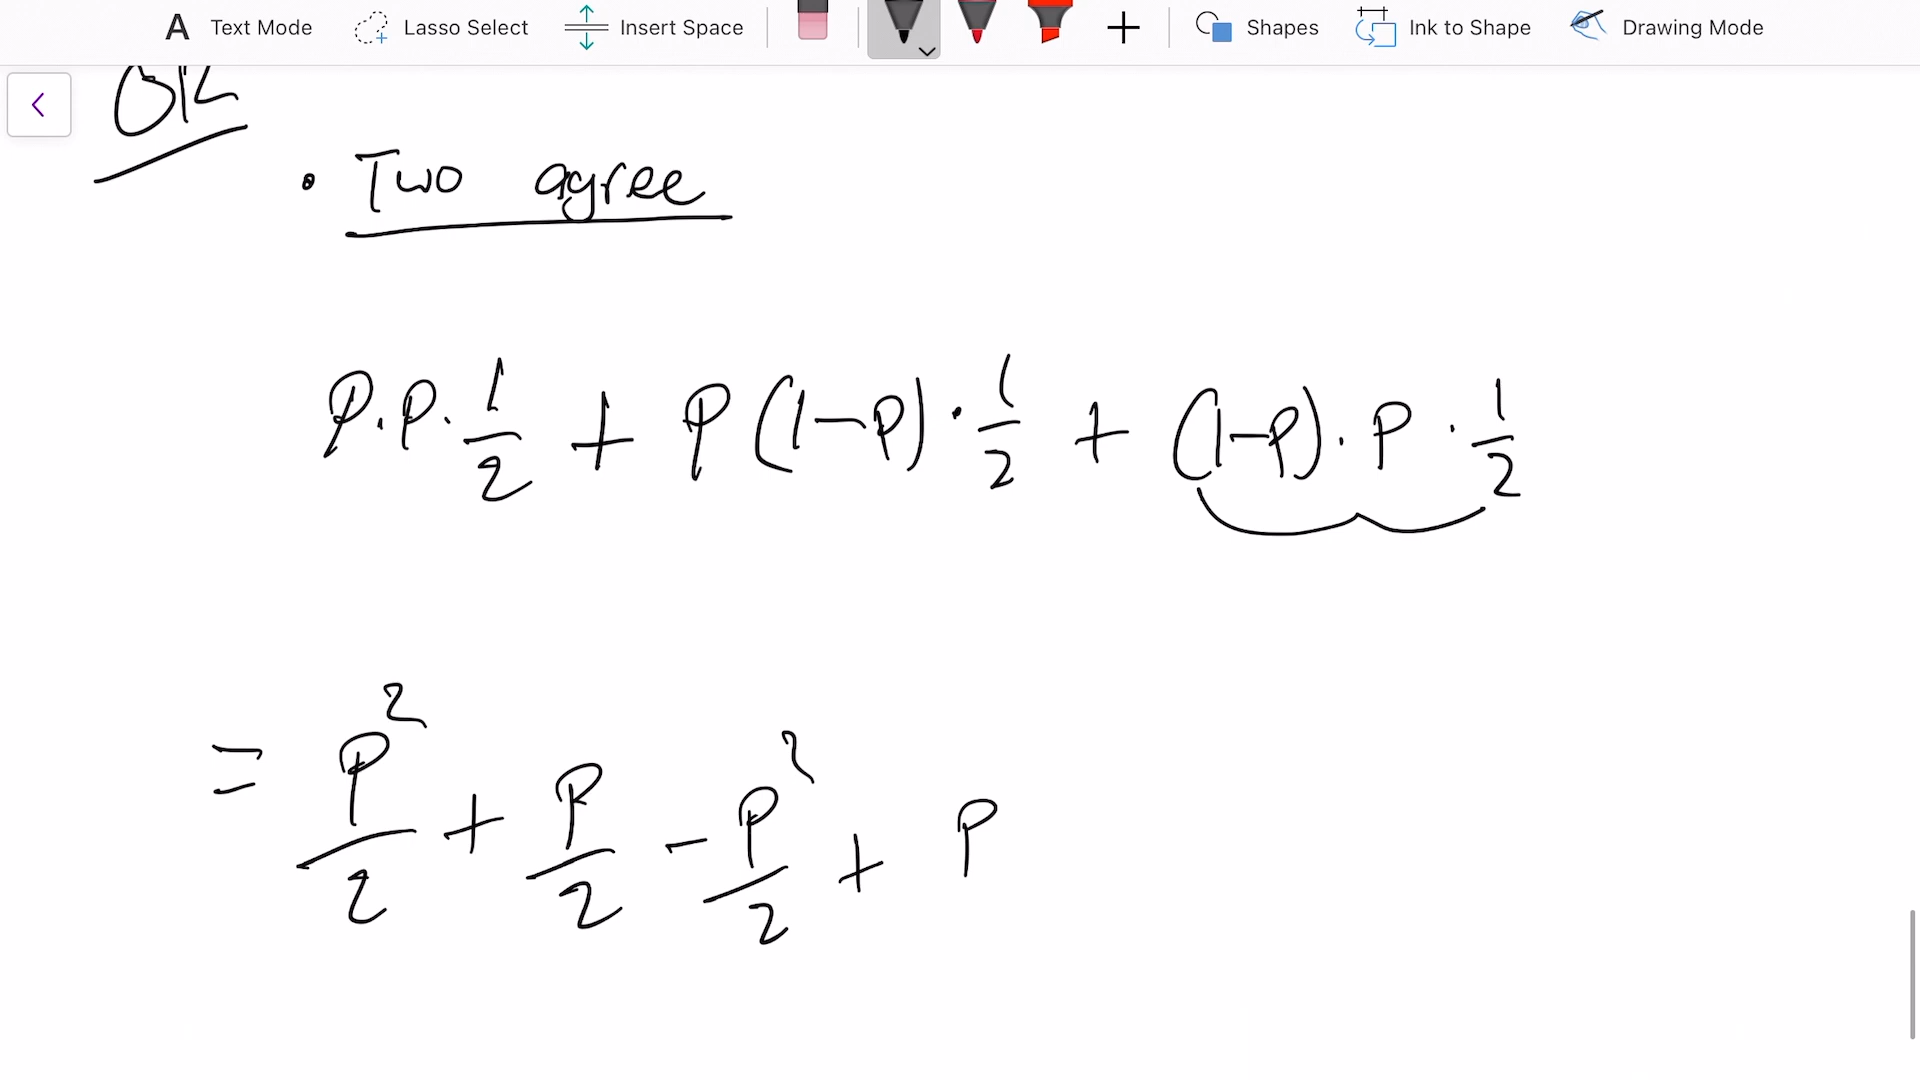 Text Mode Lasso Select Insert Space Shapes Ink to Shape Drawing Mode
OR
• Two agree
P.P.1/2 + P(1-P)·1/2 + (1-P).P.1/2
= P²/2 + P/2 - P²/2 + P